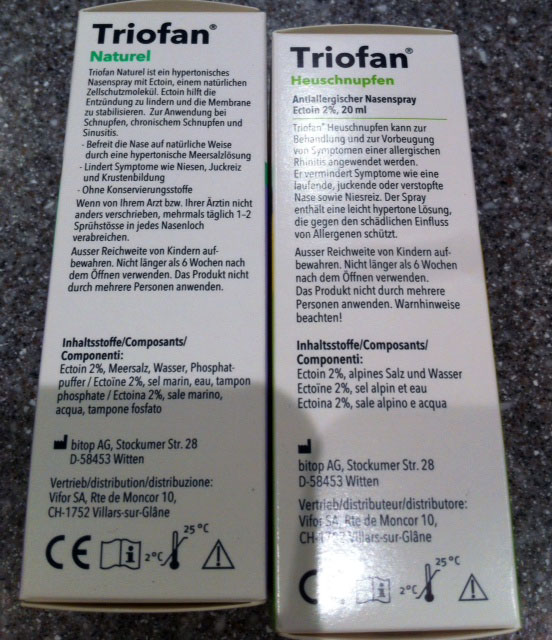 Triofan®
Naturel
Triofan Naturel ist ein hypertonisches
Nasenspray mit Ectoin, einem natürlichen
Zellschutzmolekül. Ectoin hilft die
Entzündung zu lindern und die Membrane
zu stabilisieren. Zur Anwendung bei
Schnupfen, chronischem Schnupfen und
Sinusitis.
- Befreit die Nase auf natürliche Weise
durch eine hypertonische Meersalzlösung
- Lindert Symptome wie Niesen, Juckreiz
und Krustenbildung
- Ohne Konservierungsstoffe
Wenn von Ihrem Arzt bzw. Ihrer Ärztin nicht
anders verschrieben, mehrmals täglich 1–2
Sprühstösse in jedes Nasenloch
verabreichen.
Ausser Reichweite von Kindern auf-
bewahren. Nicht länger als 6 Wochen nach
dem Öffnen verwenden. Das Produkt nicht
durch mehrere Personen anwenden.
Inhaltsstoffe/Composants/
Componenti:
Ectoin 2%, Meersalz, Wasser, Phosphat-
puffer / Ectoïne 2%, sel marin, eau, tampon
phosphate / Ectoina 2%, sale marino,
acqua, tampone fosfato
bitop AG, Stockumer Str. 28
D-58453 Witten
Vertrieb/distribution/distribuzione:
Vifor SA, Rte de Moncor 10,
CH-1752 Villars-sur-Glâne
CE i 2°C 25°C
Triofan®
Heuschnupfen
Antiallergischer Nasenspray
Ectoin 2%, 20 ml
Triofan® Heuschnupfen kann zur
Behandlung und zur Vorbeugung
von Symptomen einer allergischen
Rhinitis angewendet werden.
Er vermindert Symptome wie eine
laufende, juckende oder verstopfte
Nase sowie Niesreiz. Der Spray
enthält eine leicht hypertone Lösung,
die gegen den schädlichen Einfluss
von Allergenen schützt.
Ausser Reichweite von Kindern auf-
bewahren. Nicht länger als 6 Wochen
nach dem Öffnen verwenden.
Das Produkt nicht durch mehrere
Personen anwenden. Warnhinweise
beachten!
Inhaltsstoffe/Composants/
Componenti:
Ectoin 2%, alpines Salz und Wasser
Ectoïne 2%, sel alpin et eau
Ectoina 2%, sale alpino e acqua
bitop AG, Stockumer Str. 28
D-58453 Witten
Vertrieb/distributeur/distributore:
Vifor SA, Rte de Moncor 10,
CH-1752 Villars-sur-Glâne
i 2°C 25°C